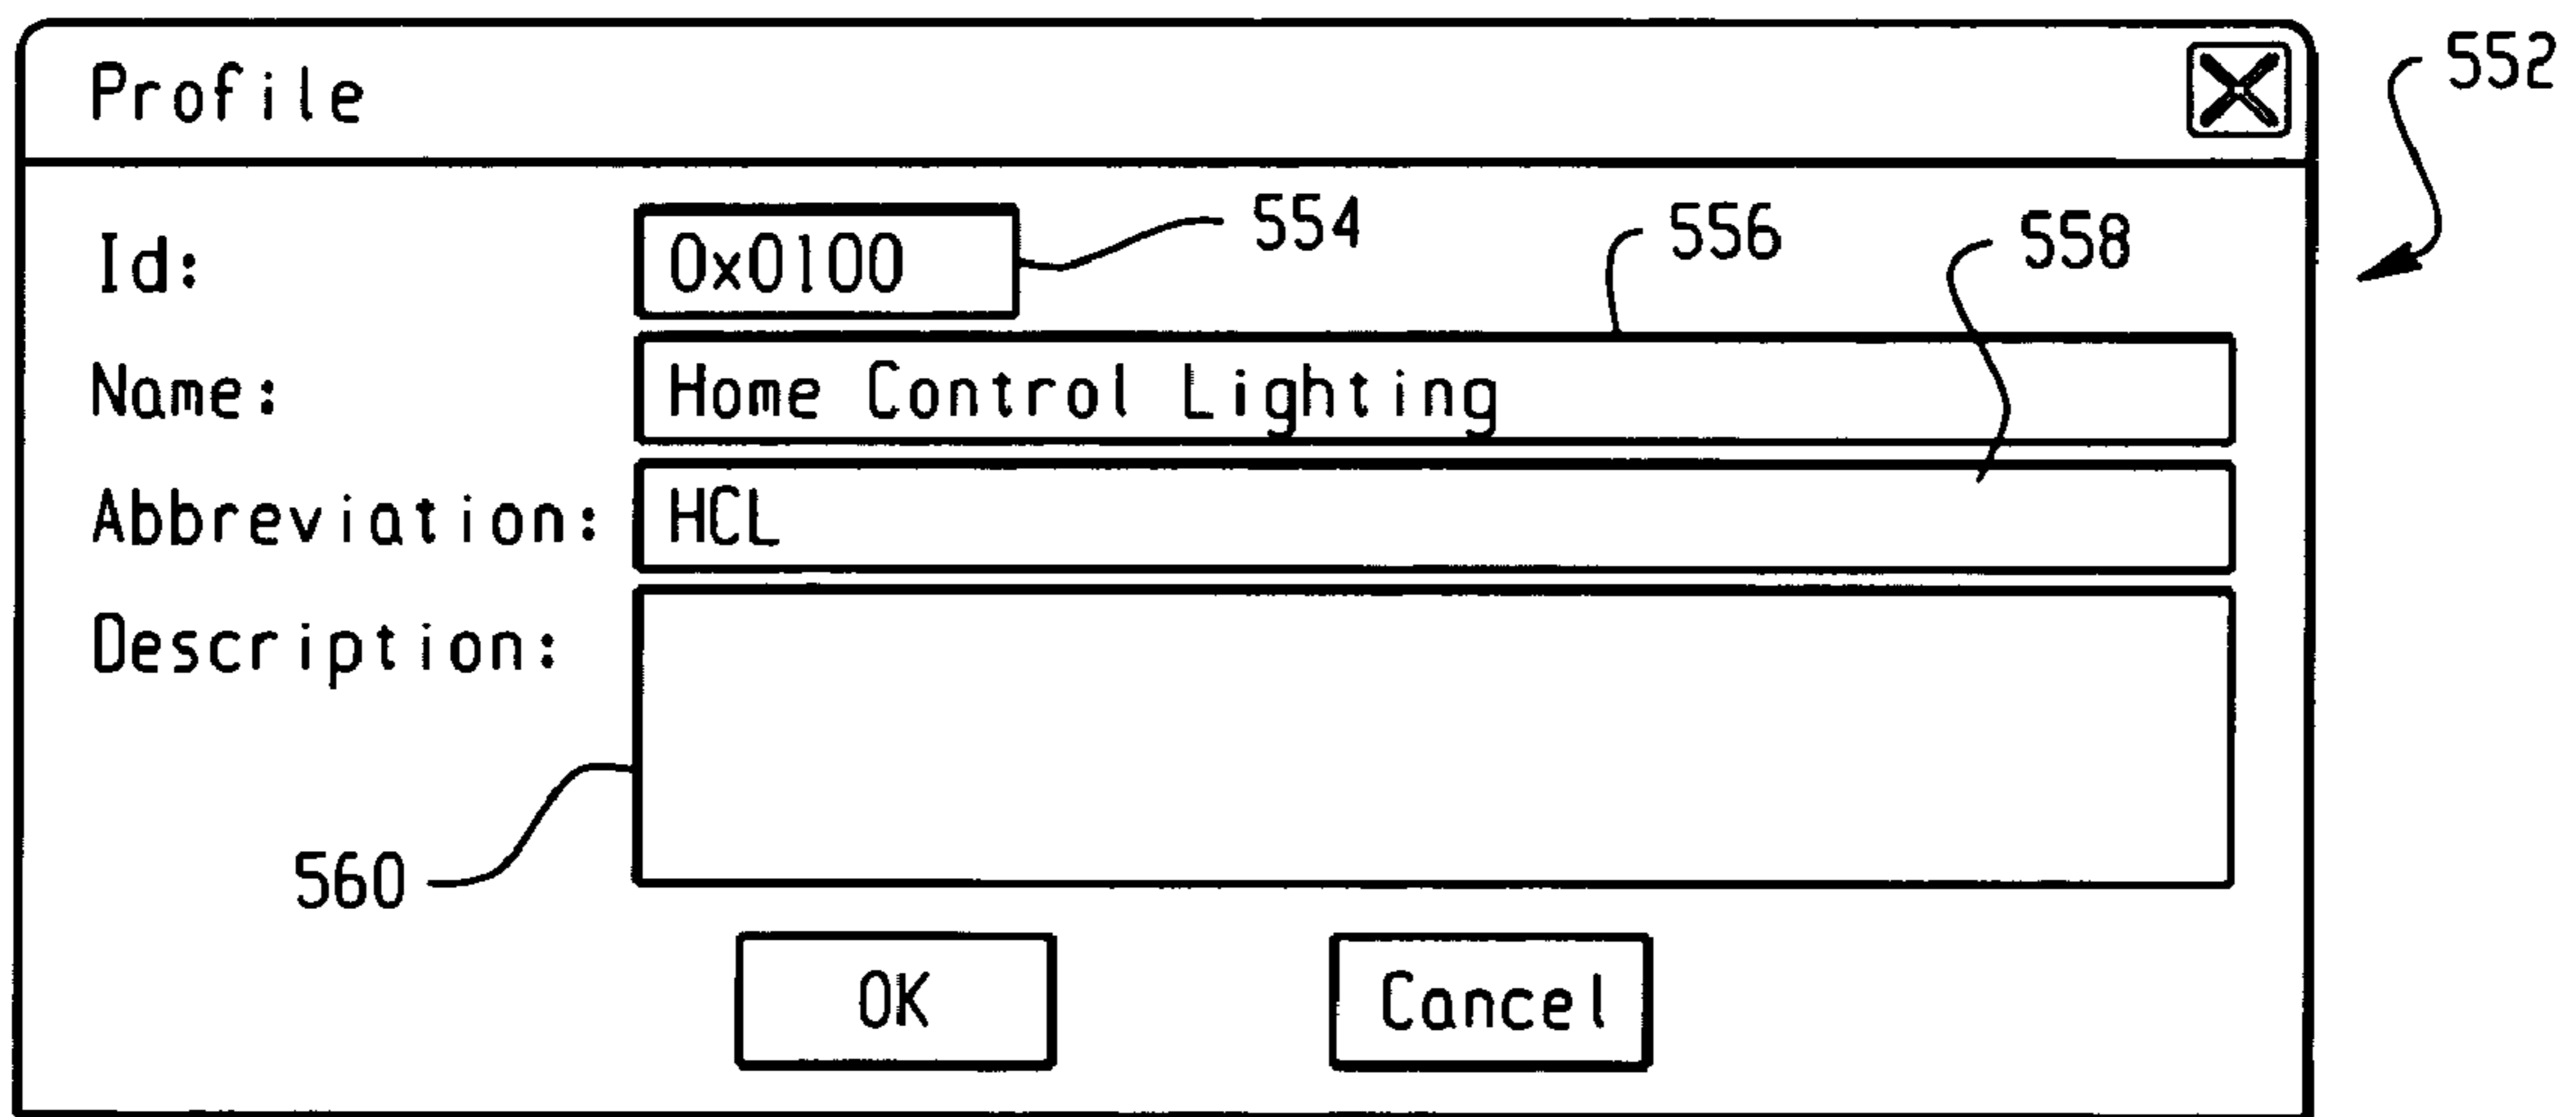 Profile
552
Id: 0x0100 554
556
558
Name: Home Control Lighting
Abbreviation: HCL
Description:
560
OK Cancel